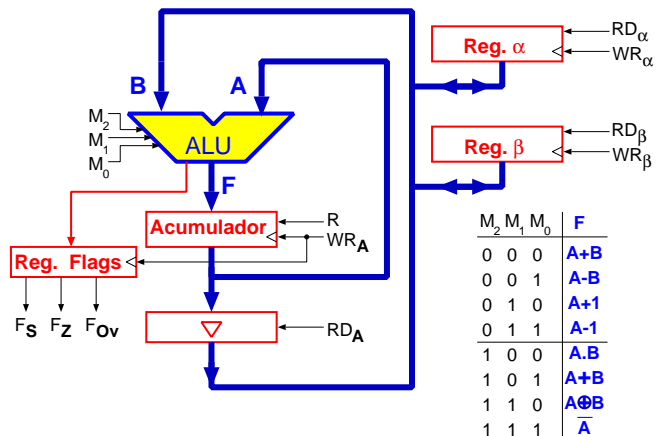 B
A
M2
M1
M0
ALU
F
Acumulador
R
WRA
Reg. Flags
FS FZ FOv
RDA
Reg. α
RDα
WRα
Reg. β
RDβ
WRβ
M2 M1 M0 F
0 0 0 A+B
0 0 1 A-B
0 1 0 A+1
0 1 1 A-1
1 0 0 A.B
1 0 1 A+B
1 1 0 A⊕B
1 1 1 A̅